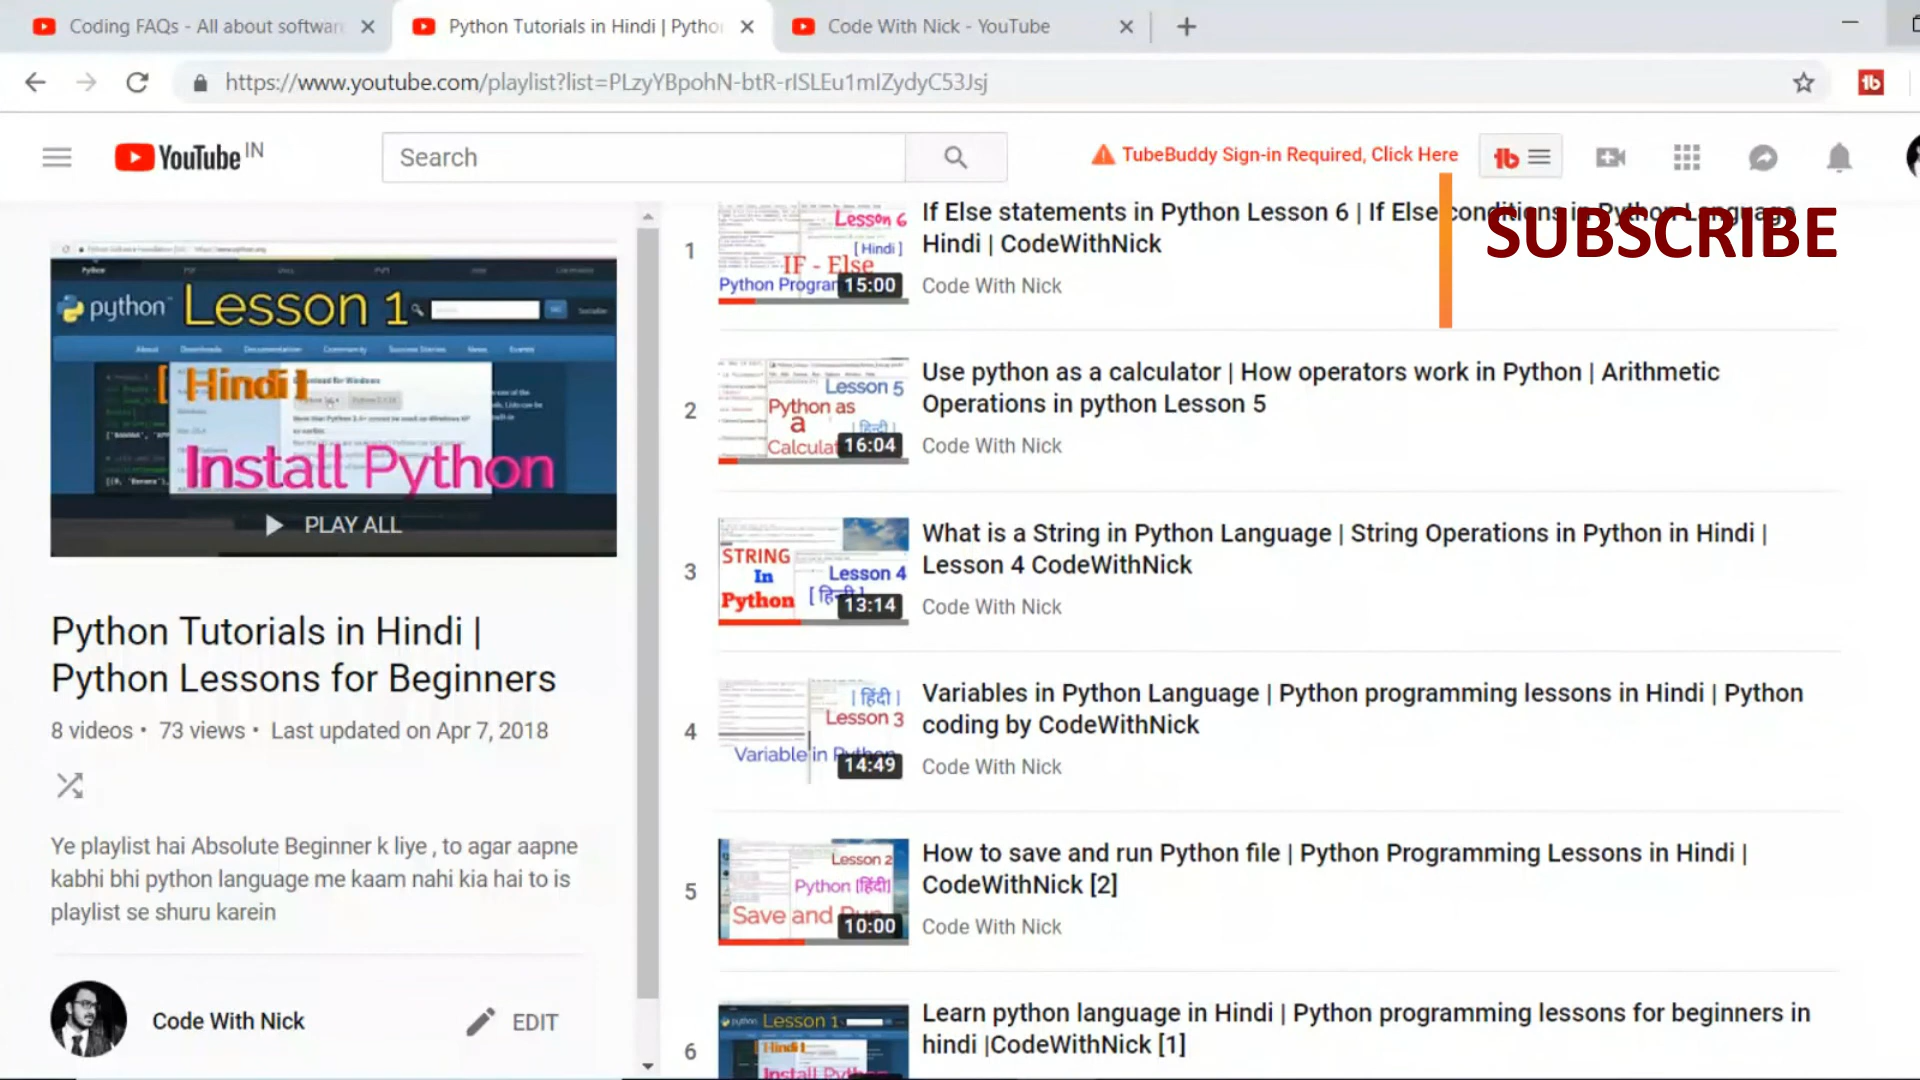 Coding FAQs - All about softwar
Python Tutorials in Hindi | Pytho
Code With Nick - YouTube
https://www.youtube.com/playlist?list=PLzyYBpohN-btR-rISLEu1mIZydyC53Jsj
YouTube IN
Search
TubeBuddy Sign-in Required, Click Here
SUBSCRIBE
python Lesson 1
[ Hindi ]
Install Python
PLAY ALL
Python Tutorials in Hindi |
Python Lessons for Beginners
8 videos • 73 views • Last updated on Apr 7, 2018
Ye playlist hai Absolute Beginner k liye , to agar aapne
kabhi bhi python language me kaam nahi kia hai to is
playlist se shuru karein
Code With Nick
EDIT
1
Lesson 6
[ Hindi ]
IF - Else
Python Progra
15:00
If Else statements in Python Lesson 6 | If Else conditions in Python Language
Hindi | CodeWithNick
Code With Nick
2
Lesson 5
Python as
a
[हिन्दी]
Calcula
16:04
Use python as a calculator | How operators work in Python | Arithmetic
Operations in python Lesson 5
Code With Nick
3
STRING
In
Python
Lesson 4
13:14
What is a String in Python Language | String Operations in Python in Hindi |
Lesson 4 CodeWithNick
Code With Nick
4
[हिंदी]
Lesson 3
Variable in
14:49
Variables in Python Language | Python programming lessons in Hindi | Python
coding by CodeWithNick
Code With Nick
5
Lesson 2
Python [हिंदी]
Save and
10:00
How to save and run Python file | Python Programming Lessons in Hindi |
CodeWithNick [2]
Code With Nick
6
python Lesson 1
Hindi
Install
Learn python language in Hindi | Python programming lessons for beginners in
hindi |CodeWithNick [1]